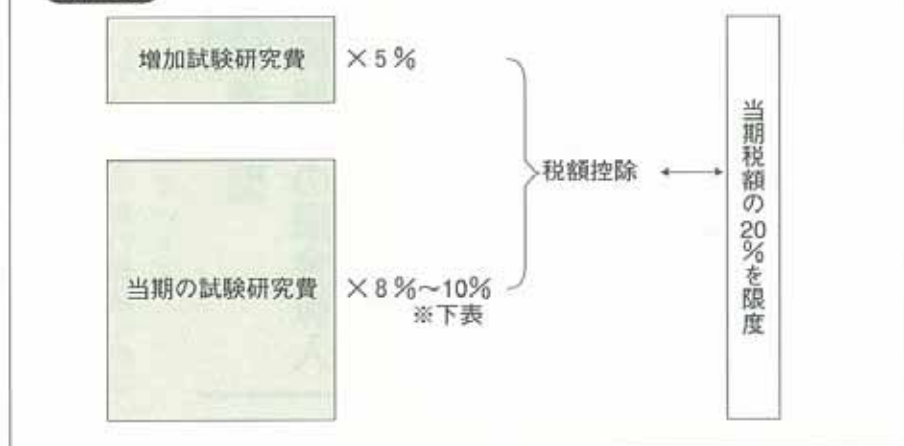 増加試験研究費 ×5%
税額控除
当期の試験研究費 ×8%~10%
※下表
当期税額の20%を限度